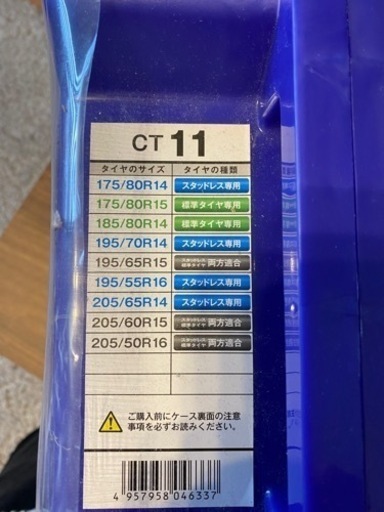 CT 11
タイヤのサイズ タイヤの種類
175/80R14 スタッドレス専用
175/80R15 標準タイヤ専用
185/80R14 標準タイヤ専用
195/70R14 スタッドレス専用
195/65R15 スタッドレス 標準タイヤ 両方適合
195/55R16 スタッドレス専用
205/65R14 スタッドレス専用
205/60R15 スタッドレス 標準タイヤ 両方適合
205/50R16 スタッドレス 標準タイヤ 両方適合
ご購入前にケース裏面の注意
事項を必ずお読みください。
4 957958 046337